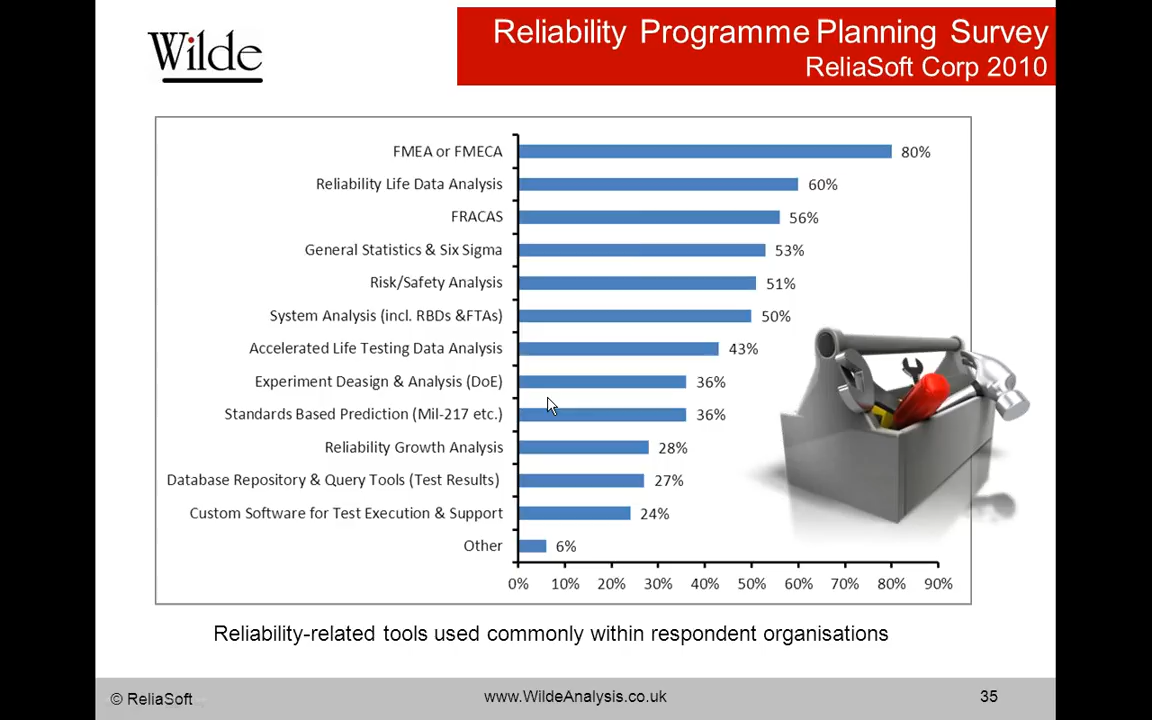 Wilde
Reliability Programme Planning Survey
ReliaSoft Corp 2010
FMEA or FMECA 80%
Reliability Life Data Analysis 60%
FRACAS 56%
General Statistics & Six Sigma 53%
Risk/Safety Analysis 51%
System Analysis (incl. RBDs &FTAs) 50%
Accelerated Life Testing Data Analysis 43%
Experiment Deasign & Analysis (DoE) 36%
Standards Based Prediction (Mil-217 etc.) 36%
Reliability Growth Analysis 28%
Database Repository & Query Tools (Test Results) 27%
Custom Software for Test Execution & Support 24%
Other 6%
0% 10% 20% 30% 40% 50% 60% 70% 80% 90%
Reliability-related tools used commonly within respondent organisations
© ReliaSoft www.WildeAnalysis.co.uk 35